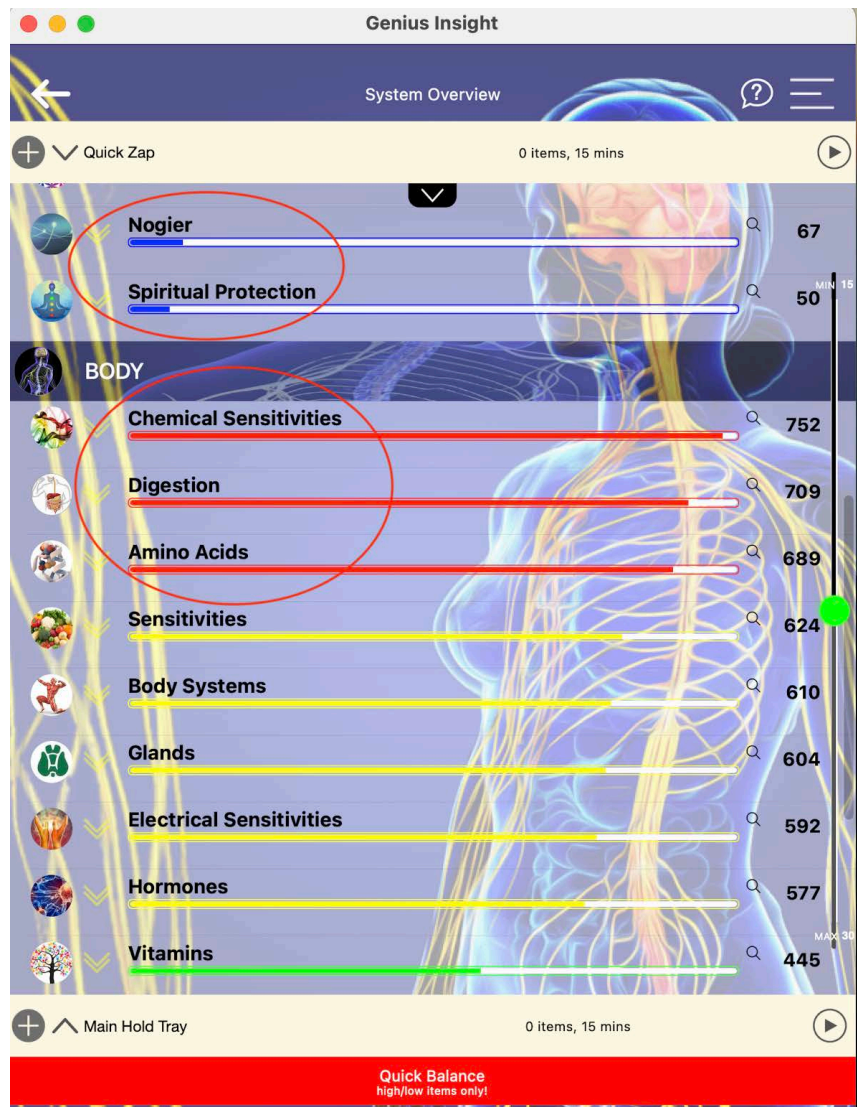 Genius Insight
System Overview
?
Quick Zap 0 items, 15 mins
Nogier 67
MIN 15
Spiritual Protection 50
BODY
Chemical Sensitivities 752
Digestion 709
Amino Acids 689
Sensitivities 624
Body Systems 610
Glands 604
Electrical Sensitivities 592
Hormones 577
MAX 30
Vitamins 445
Main Hold Tray 0 items, 15 mins
Quick Balance
high/low items only!